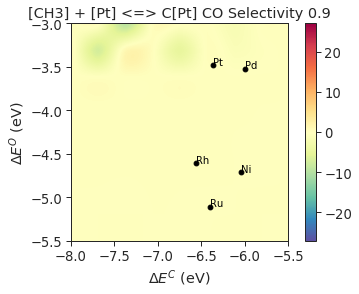 [CH3] + [Pt] <=> C[Pt] CO Selectivity 0.9
−3.0
−3.5
−4.0
−4.5
−5.0
−5.5
ΔE^O (eV)
Pt
Pd
Rh
Ni
Ru
−8.0 −7.5 −7.0 −6.5 −6.0 −5.5
ΔE^C (eV)
20
10
0
−10
−20